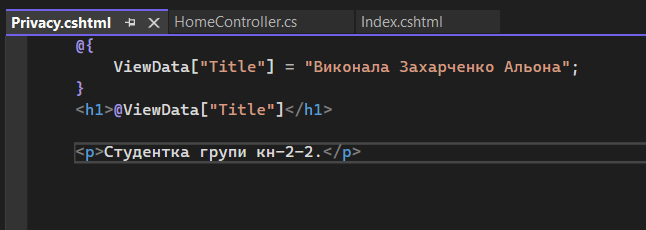 Privacy.cshtml HomeController.cs Index.cshtml
@{
ViewData["Title"] = "Виконала Захарченко Альона";
}
<h1>@ViewData["Title"]</h1>
<p>Студентка групи кн-2-2.</p>